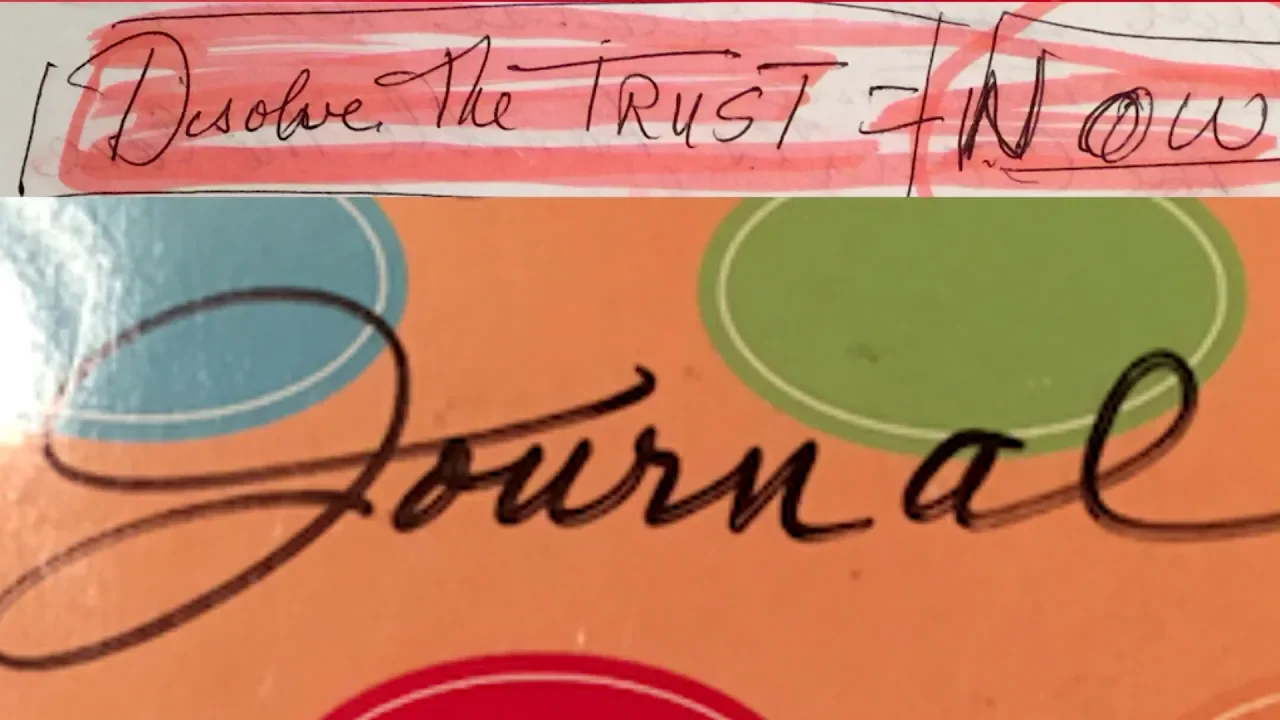 Desolve The TRUST = Now
Journal